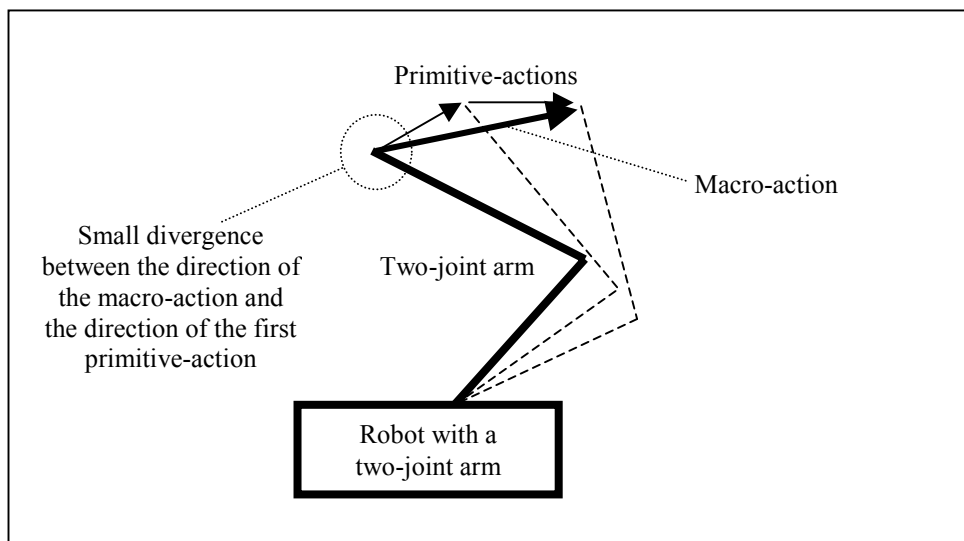 Primitive-actions
Macro-action
Small divergence
between the direction of
the macro-action and
the direction of the first
primitive-action
Two-joint arm
Robot with a
two-joint arm